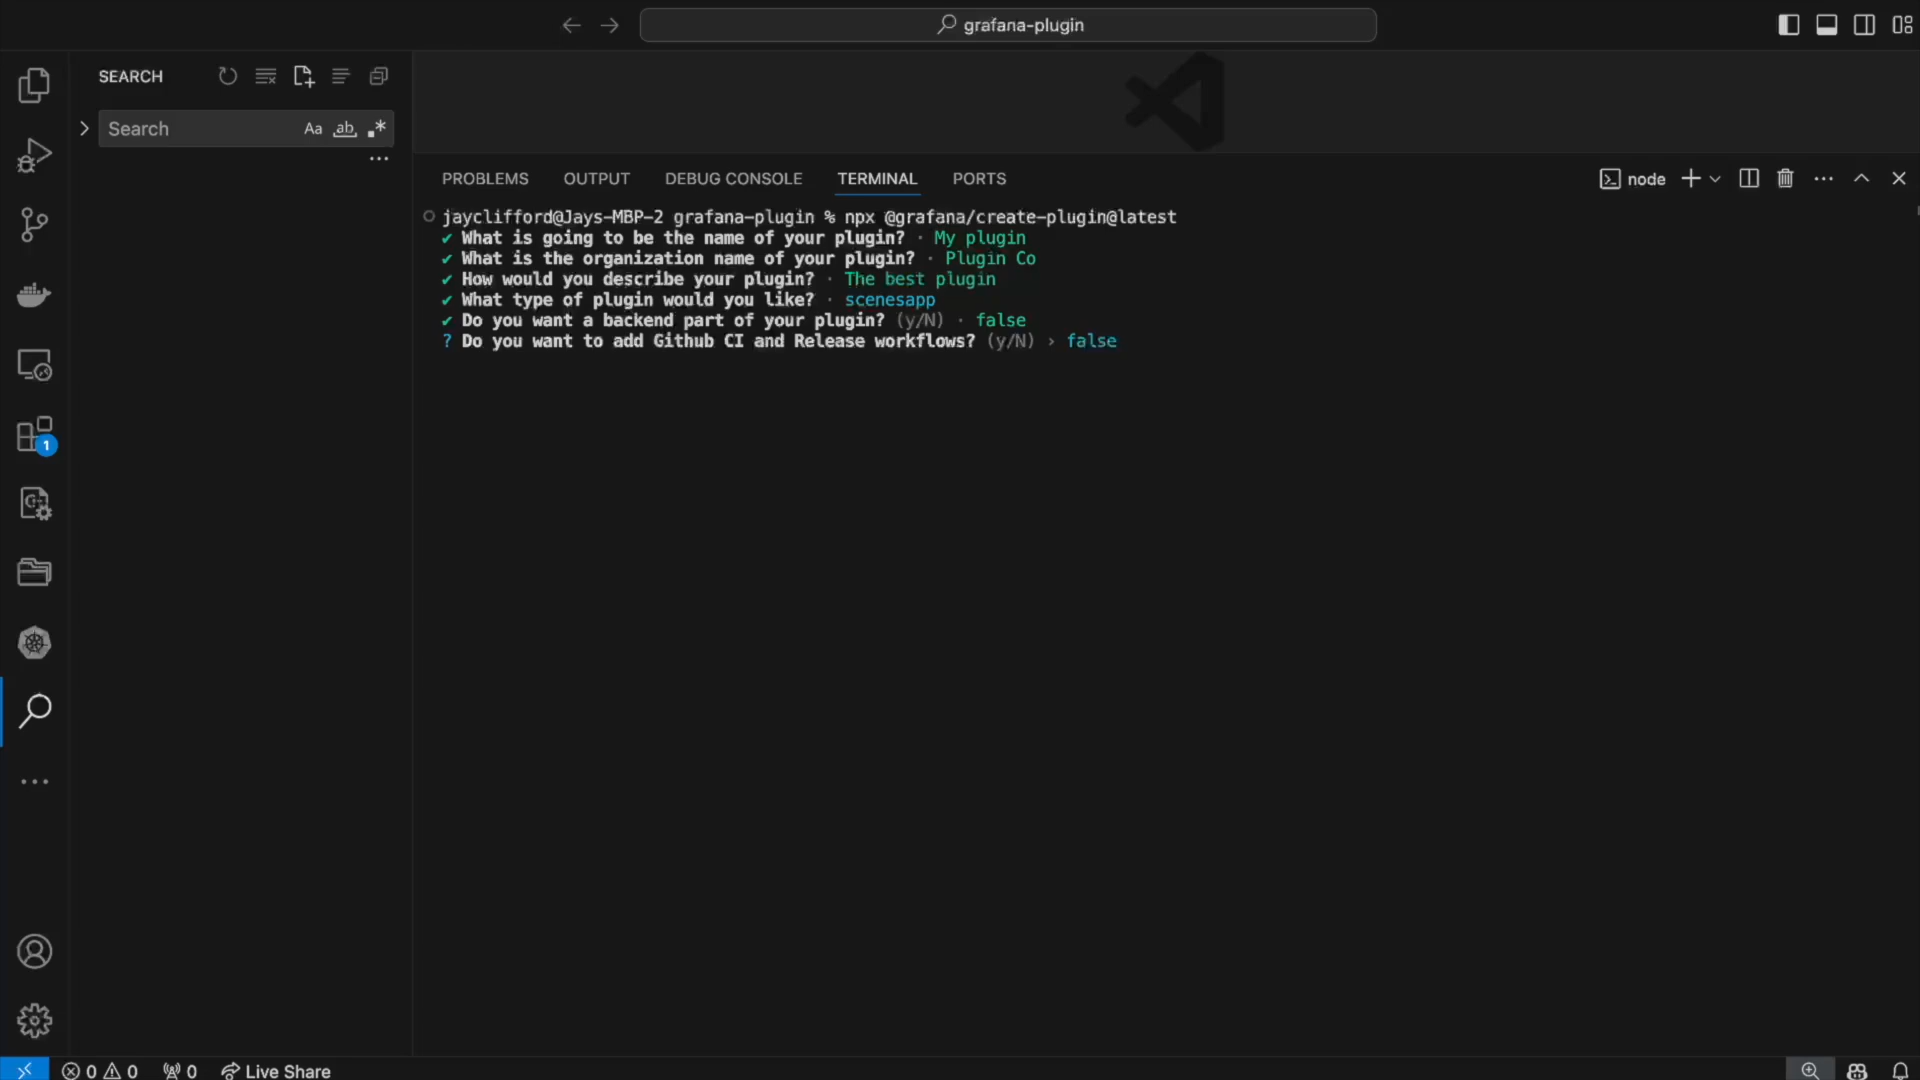 grafana-plugin
SEARCH
Search
Aa
ab
.*
PROBLEMS OUTPUT DEBUG CONSOLE TERMINAL PORTS
node
jayclifford@Jays-MBP-2 grafana-plugin % npx @grafana/create-plugin@latest
✔ What is going to be the name of your plugin? · My plugin
✔ What is the organization name of your plugin? · Plugin Co
✔ How would you describe your plugin? · The best plugin
✔ What type of plugin would you like? · scenesapp
✔ Do you want a backend part of your plugin? (y/N) · false
? Do you want to add Github CI and Release workflows? (y/N) › false
1
0 0 0 Live Share